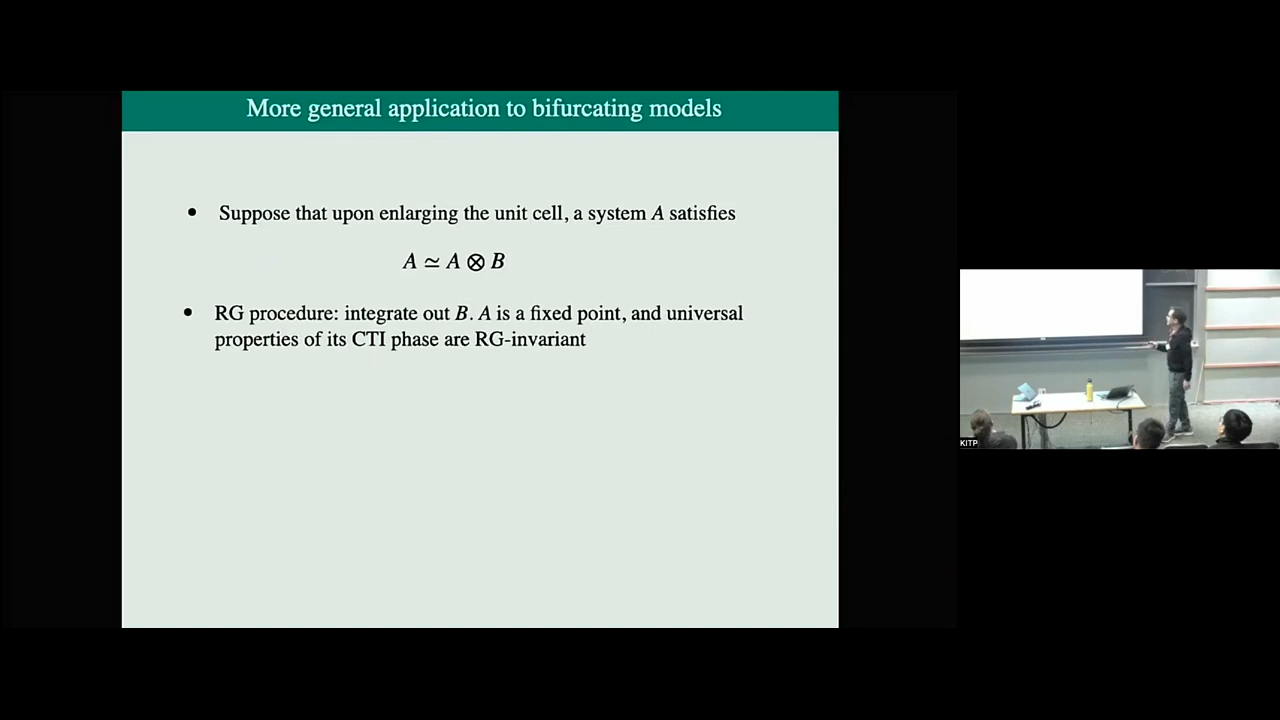 More general application to bifurcating models
• Suppose that upon enlarging the unit cell, a system A satisfies
A ≃ A ⊗ B
• RG procedure: integrate out B. A is a fixed point, and universal
properties of its CTI phase are RG-invariant
KITP